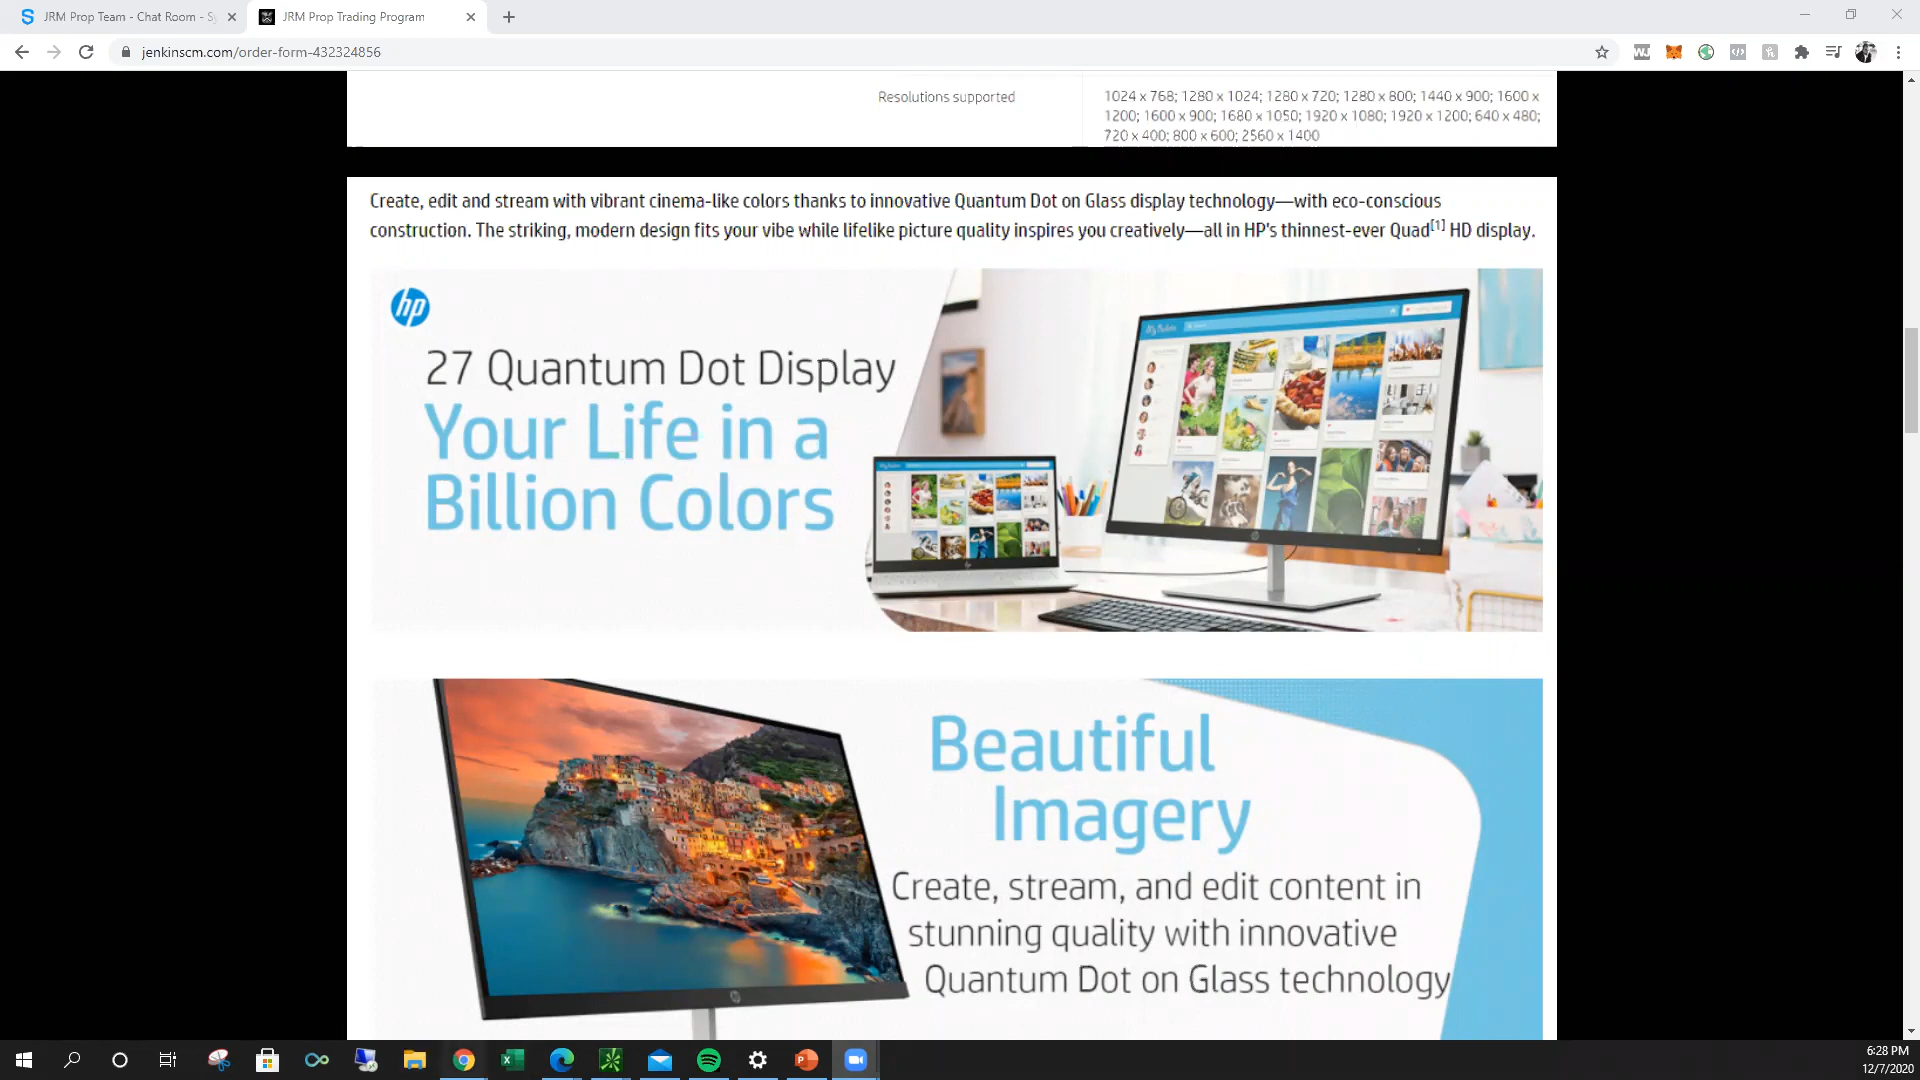 JRM Prop Team - Chat Room - Sy
JRM Prop Trading Program
jenkinscm.com/order-form-432324856
Resolutions supported
1024 x 768; 1280 x 1024; 1280 x 720; 1280 x 800; 1440 x 900; 1600 x
1200; 1600 x 900; 1680 x 1050; 1920 x 1080; 1920 x 1200; 640 x 480;
720 x 400; 800 x 600; 2560 x 1400
Create, edit and stream with vibrant cinema-like colors thanks to innovative Quantum Dot on Glass display technology—with eco-conscious
construction. The striking, modern design fits your vibe while lifelike picture quality inspires you creatively—all in HP's thinnest-ever Quad[1] HD display.
hp
27 Quantum Dot Display
Your Life in a
Billion Colors
Beautiful
Imagery
Create, stream, and edit content in
stunning quality with innovative
Quantum Dot on Glass technology
6:28 PM
12/7/2020